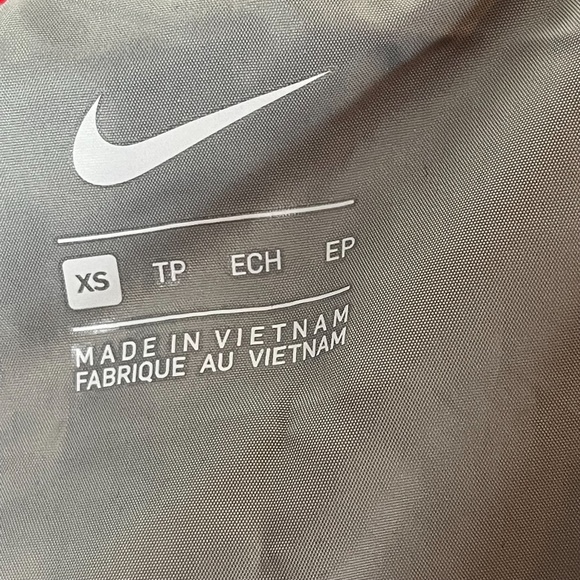 XS TP ECH EP
MADE IN VIETNAM
FABRIQUE AU VIETNAM